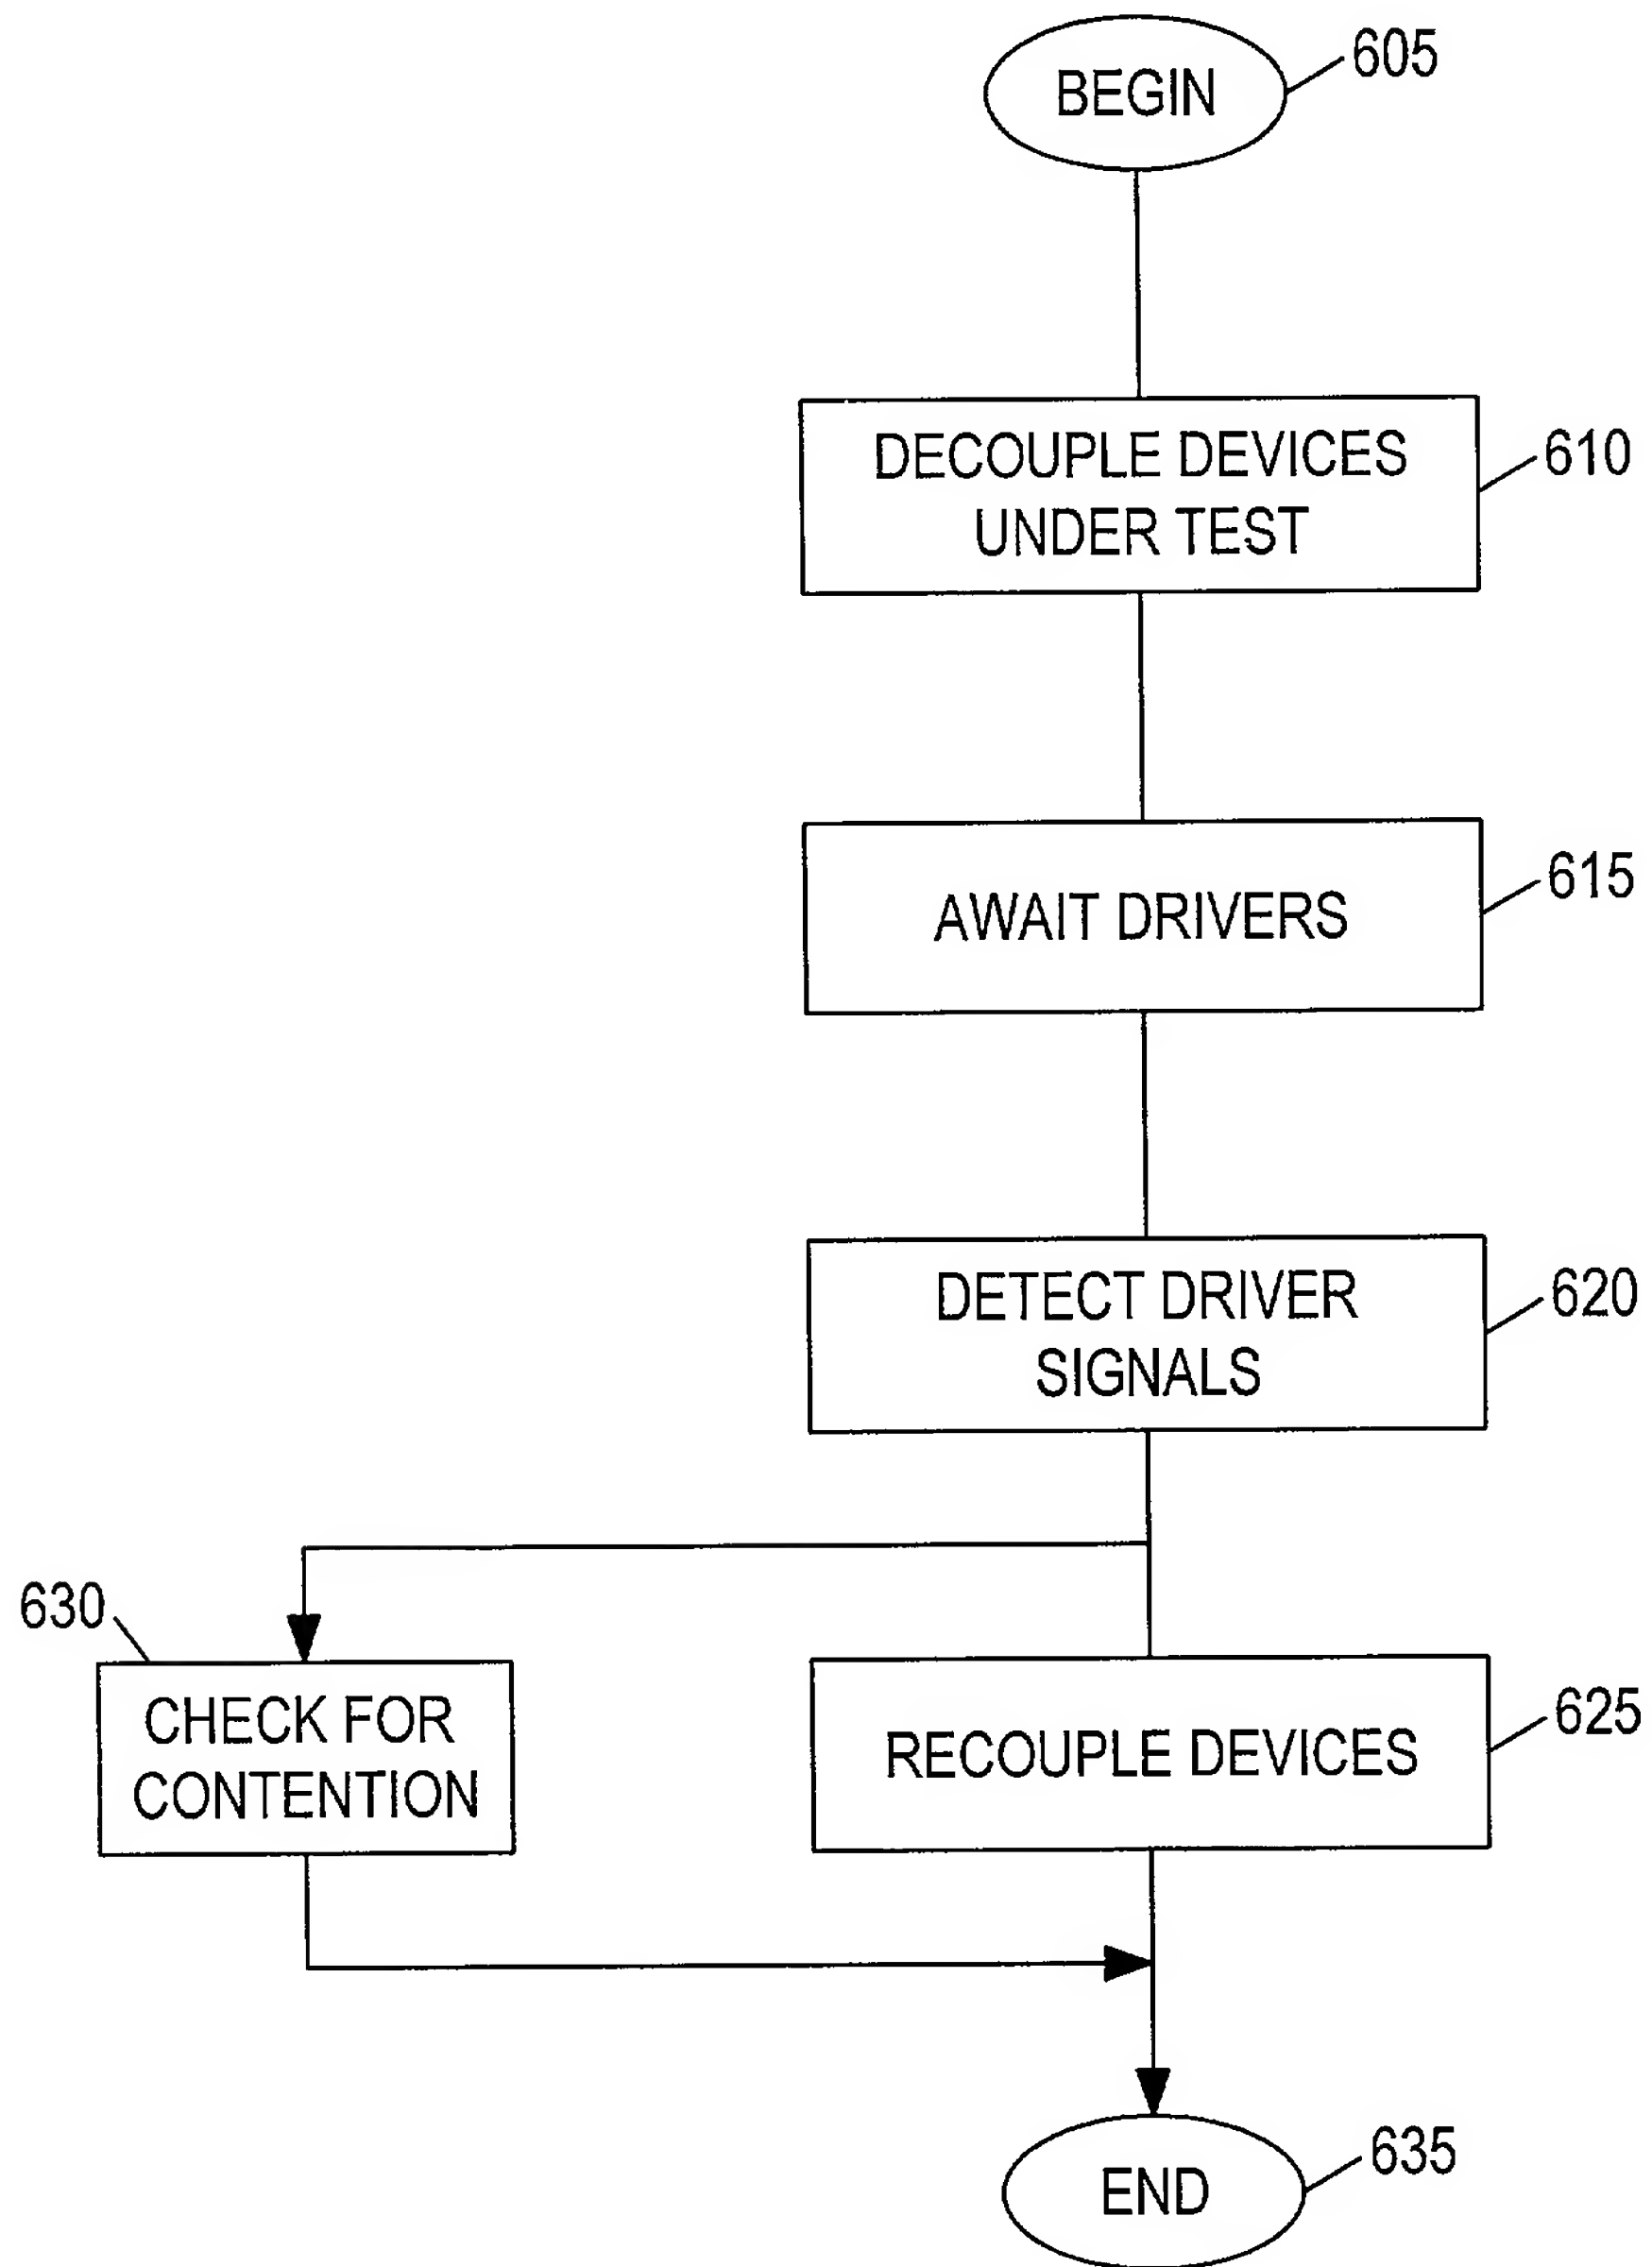 BEGIN
605
DECOUPLE DEVICES
UNDER TEST
610
AWAIT DRIVERS
615
DETECT DRIVER
SIGNALS
620
630
CHECK FOR
CONTENTION
RECOUPLE DEVICES
625
END
635